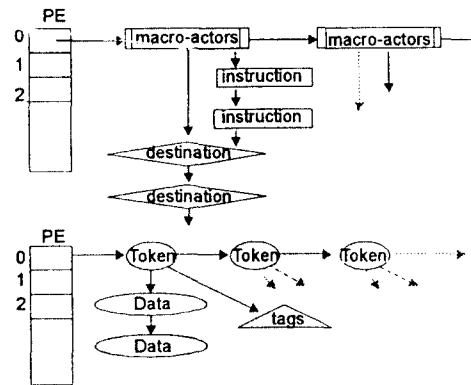 PE
0 macro-actors macro-actors
1 instruction
2
instruction
destination
destination
PE
0 Token Token Token
1
2 Data tags
Data